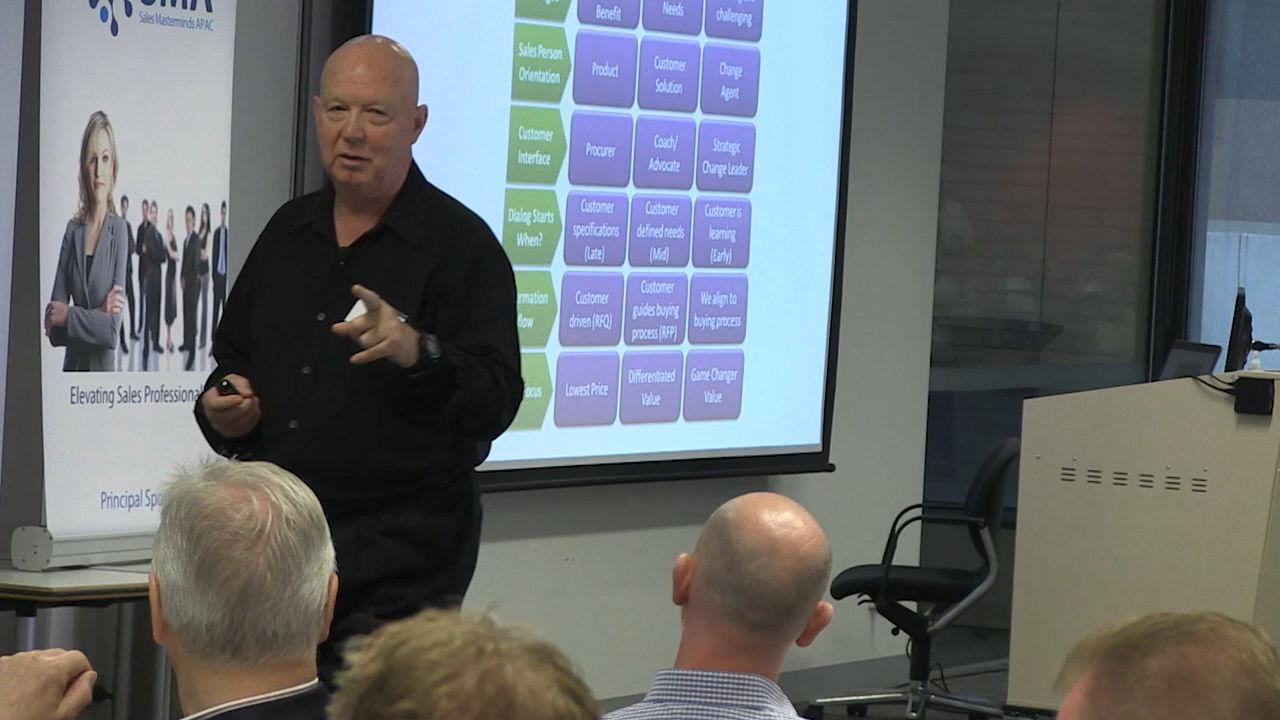 SMA
Sales Masterminds APAC
Elevating Sales Professional
Principal Spo
Benefit
Needs
challenging
Sales Person
Orientation
Product
Customer
Solution
Change
Agent
Customer
Interface
Procurer
Coach/
Advocate
Strategic
Change Leader
Dialog Starts
When?
Customer
specifications
(Late)
Customer
defined needs
(Mid)
Customer is
learning
(Early)
rmation
flow
Customer
driven (RFQ)
Customer
guides buying
process (RFP)
We align to
buying process
ocus
Lowest Price
Differentiated
Value
Game Changer
Value